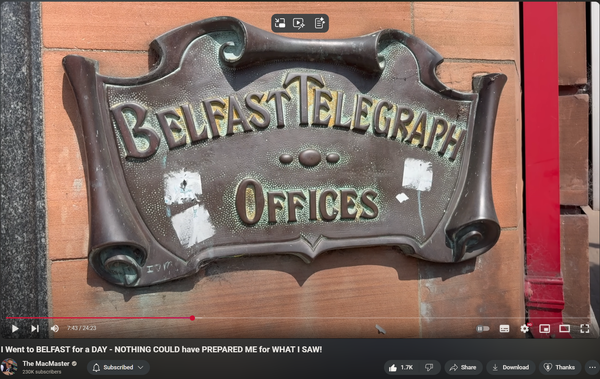 BELFAST TELEGRAPH
OFFICES
7:43 / 24:23
I Went to BELFAST for a DAY - NOTHING COULD have PREPARED ME for WHAT I SAW!
The MacMaster
230K subscribers
Subscribed
1.7K
Share
Download
Thanks